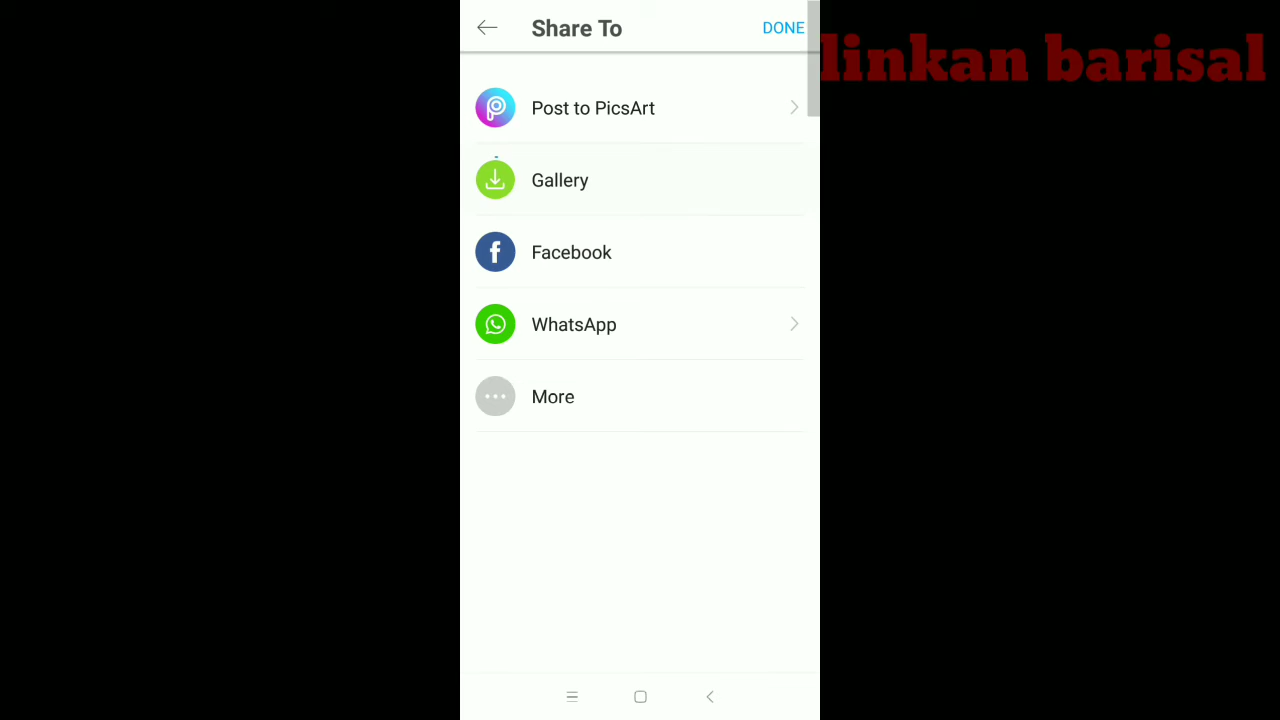 Share To
DONE
linkan barisal
Post to PicsArt
Gallery
Facebook
WhatsApp
More